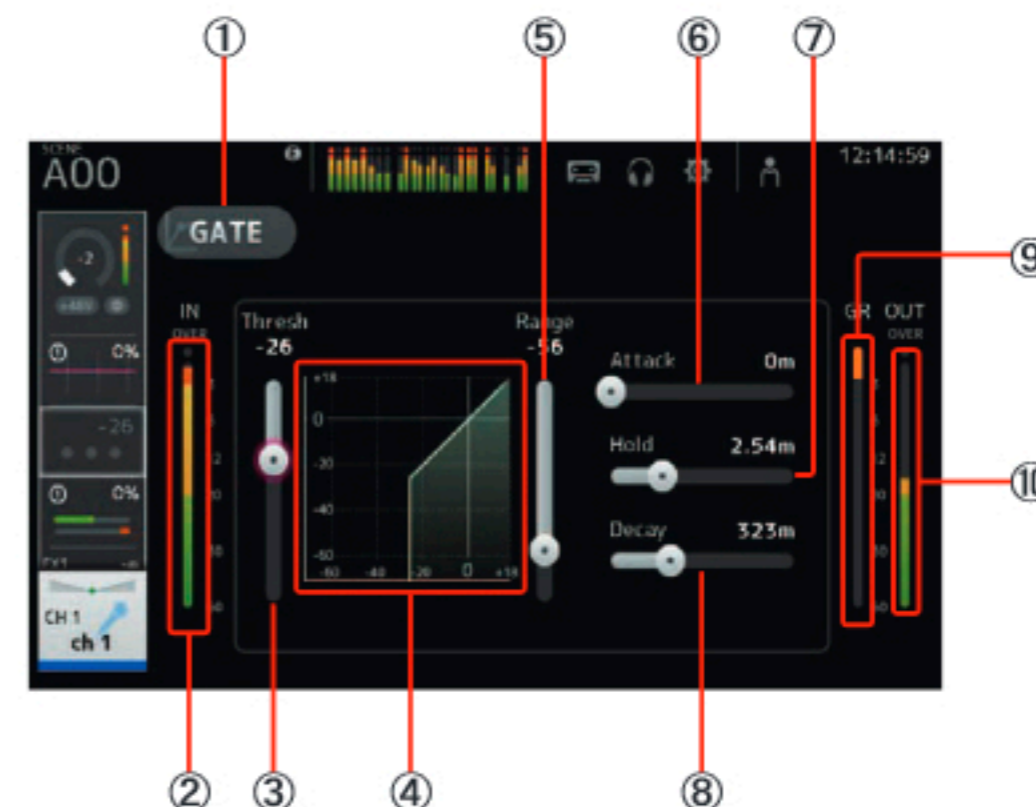 ① ⑤ ⑥ ⑦
SCENE
A00
12:14:59
GATE
-2
+48V
0%
-26
0%
CH 1
ch 1
IN
OVER
Thresh
-26
+18
0
-20
-40
-60
-60 -40 -20 0 +18
Range
-56
Attack 0m
Hold 2.54m
Decay 323m
GR OUT
OVER
⑨
⑩
② ③ ④ ⑧